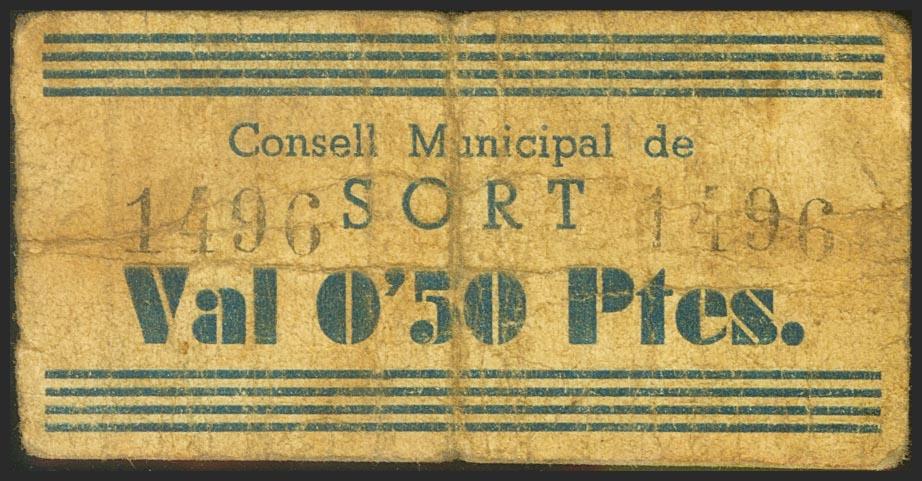 Consell Municipal de
1496 SORT 1496
Val 0'50 Ptes.